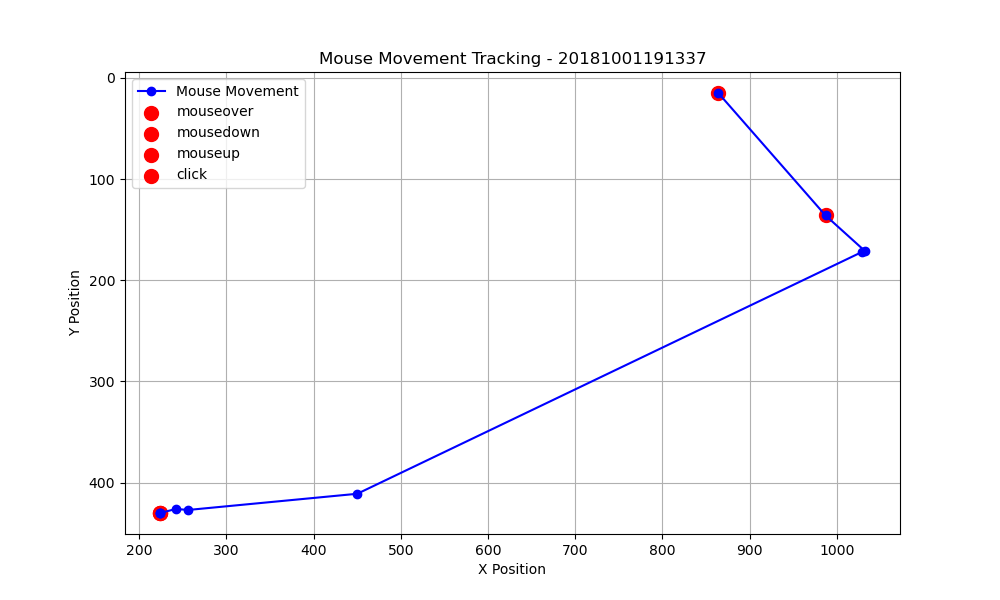 Mouse Movement Tracking - 20181001191337
Mouse Movement
mouseover
mousedown
mouseup
click
0
100
200
300
400
Y Position
200 300 400 500 600 700 800 900 1000
X Position